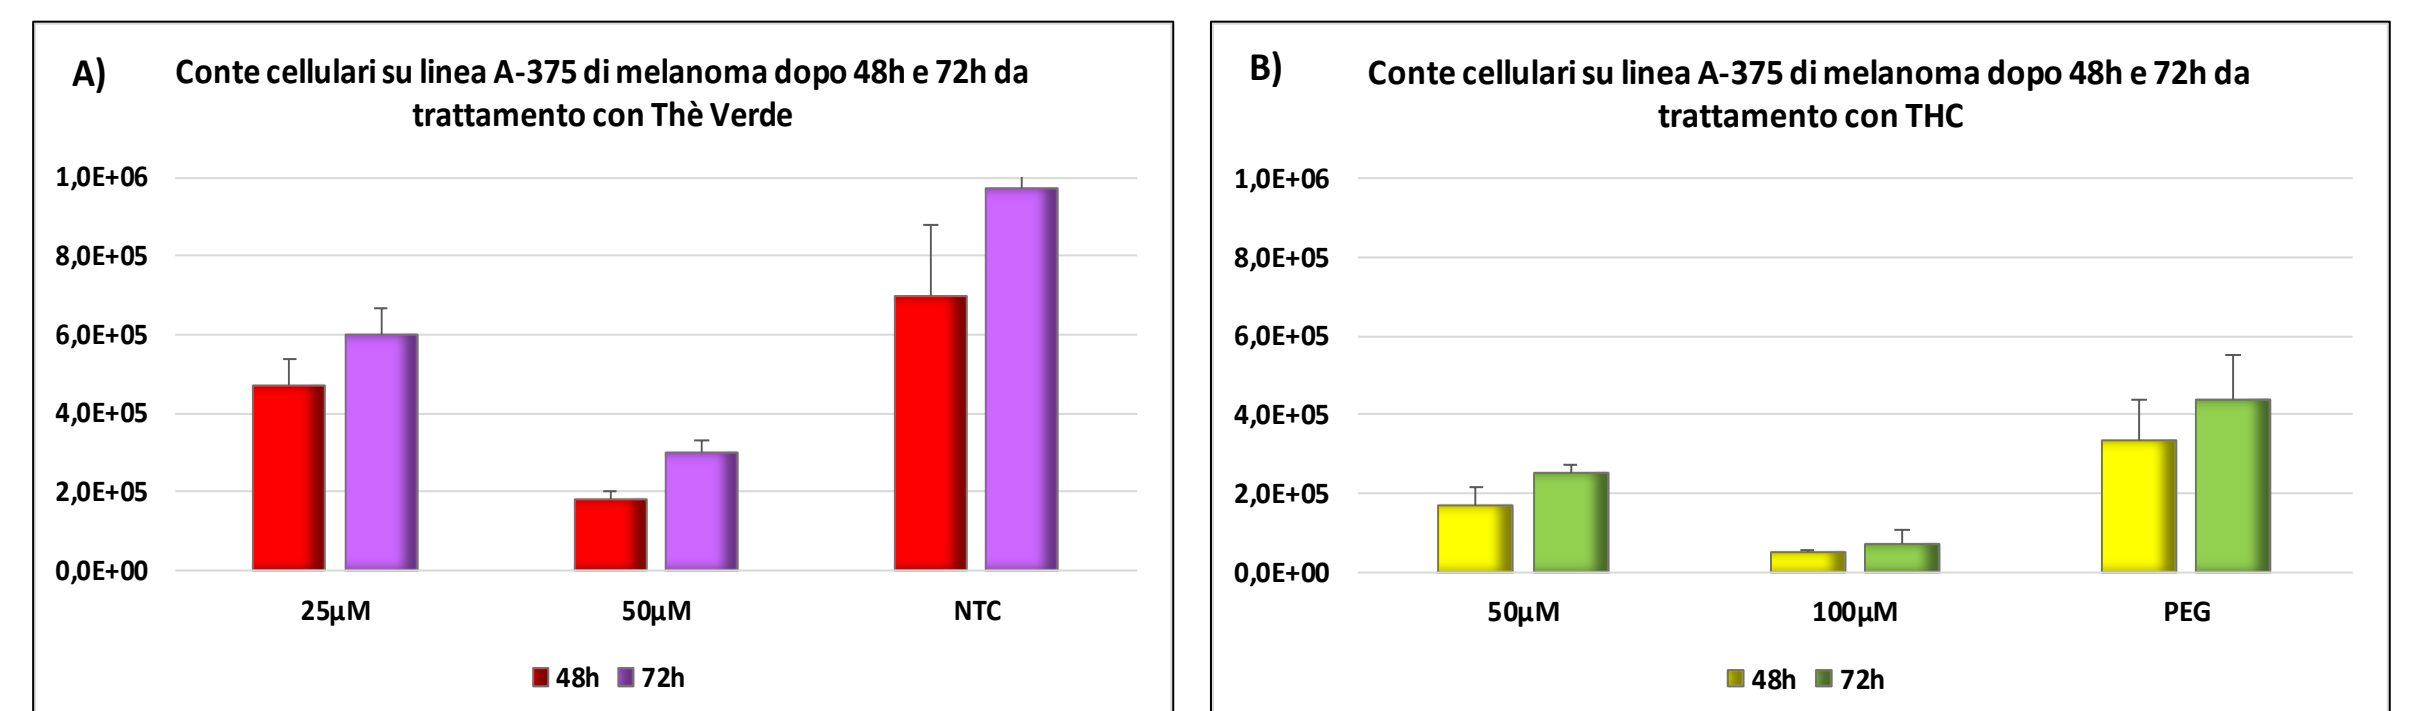 A)
Conte cellulari su linea A-375 di melanoma dopo 48h e 72h da
trattamento con Thè Verde
1,0E+06
8,0E+05
6,0E+05
4,0E+05
2,0E+05
0,0E+00
25µM 50µM NTC
48h 72h
B)
Conte cellulari su linea A-375 di melanoma dopo 48h e 72h da
trattamento con THC
1,0E+06
8,0E+05
6,0E+05
4,0E+05
2,0E+05
0,0E+00
50µM 100µM PEG
48h 72h